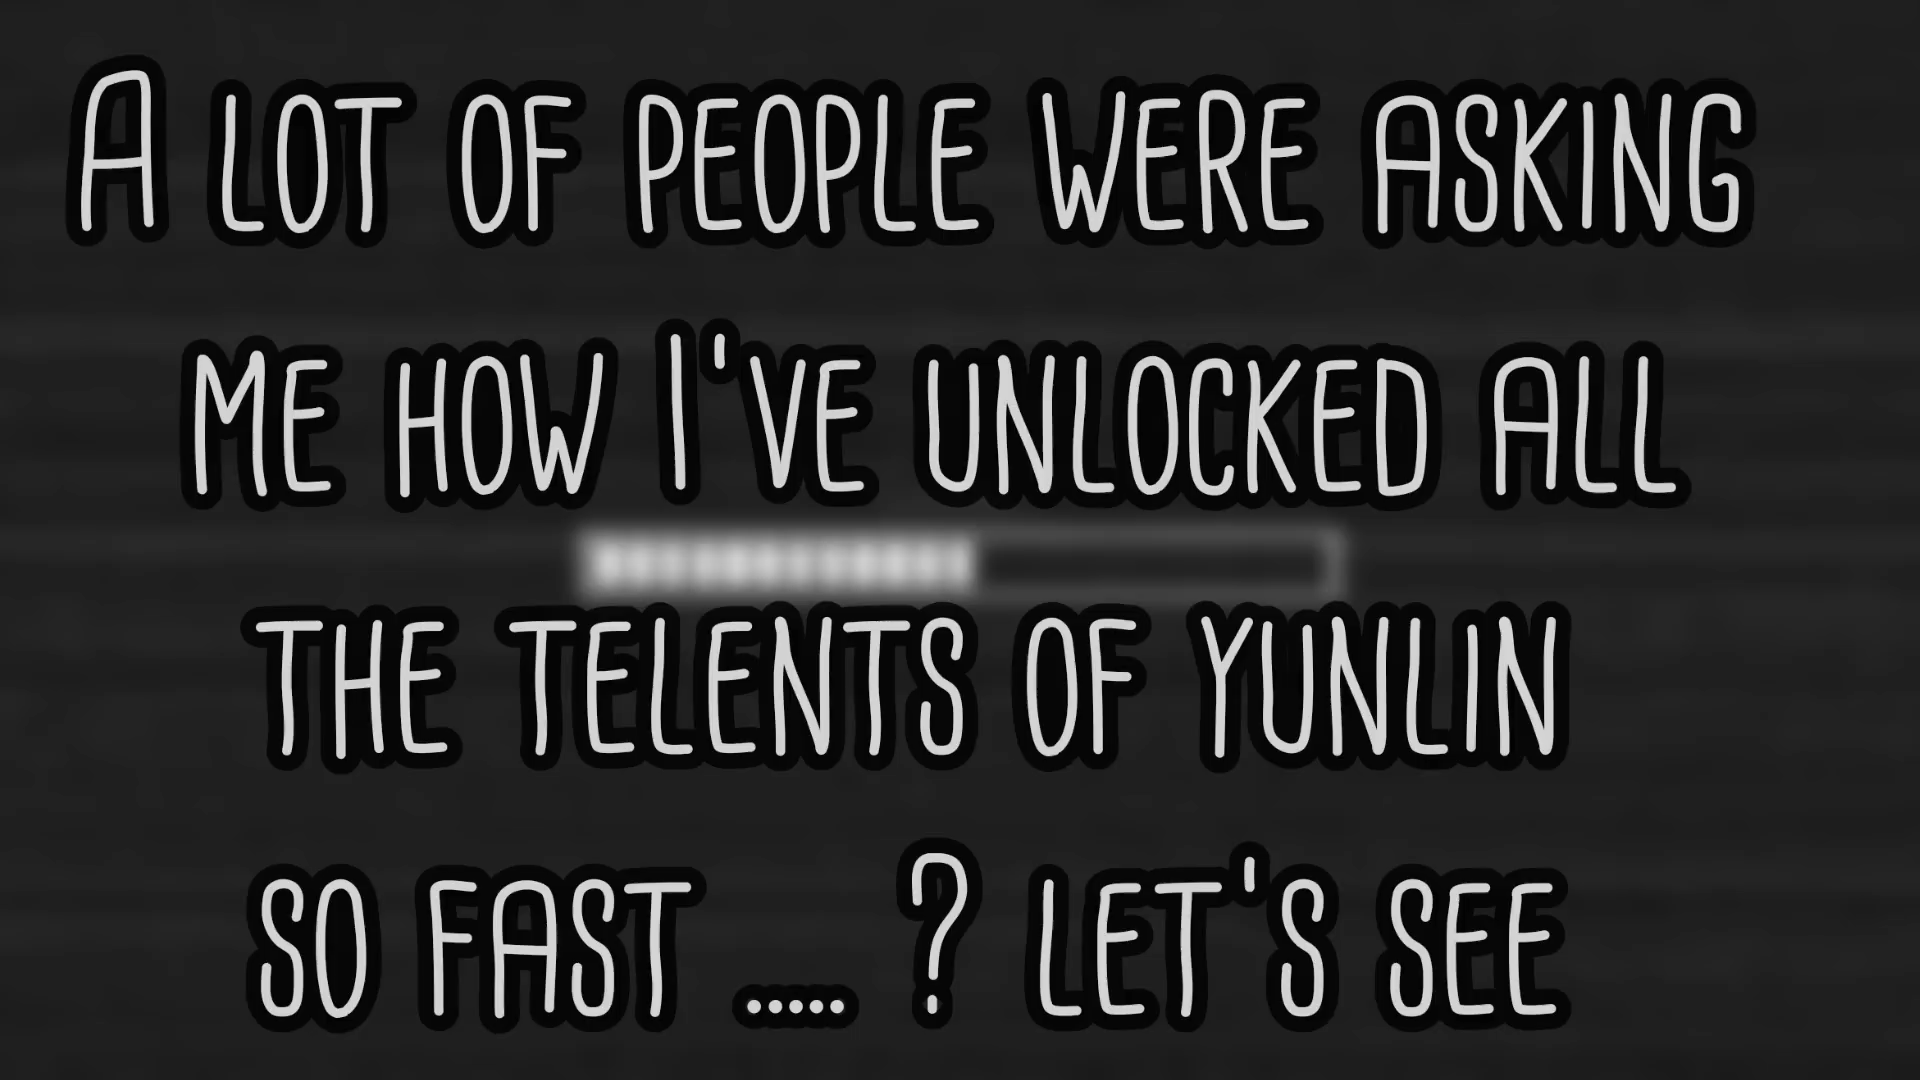 A LOT OF PEOPLE WERE ASKING
ME HOW I'VE UNLOCKED ALL
THE TELENTS OF YUNLIN
SO FAST .....? LET'S SEE